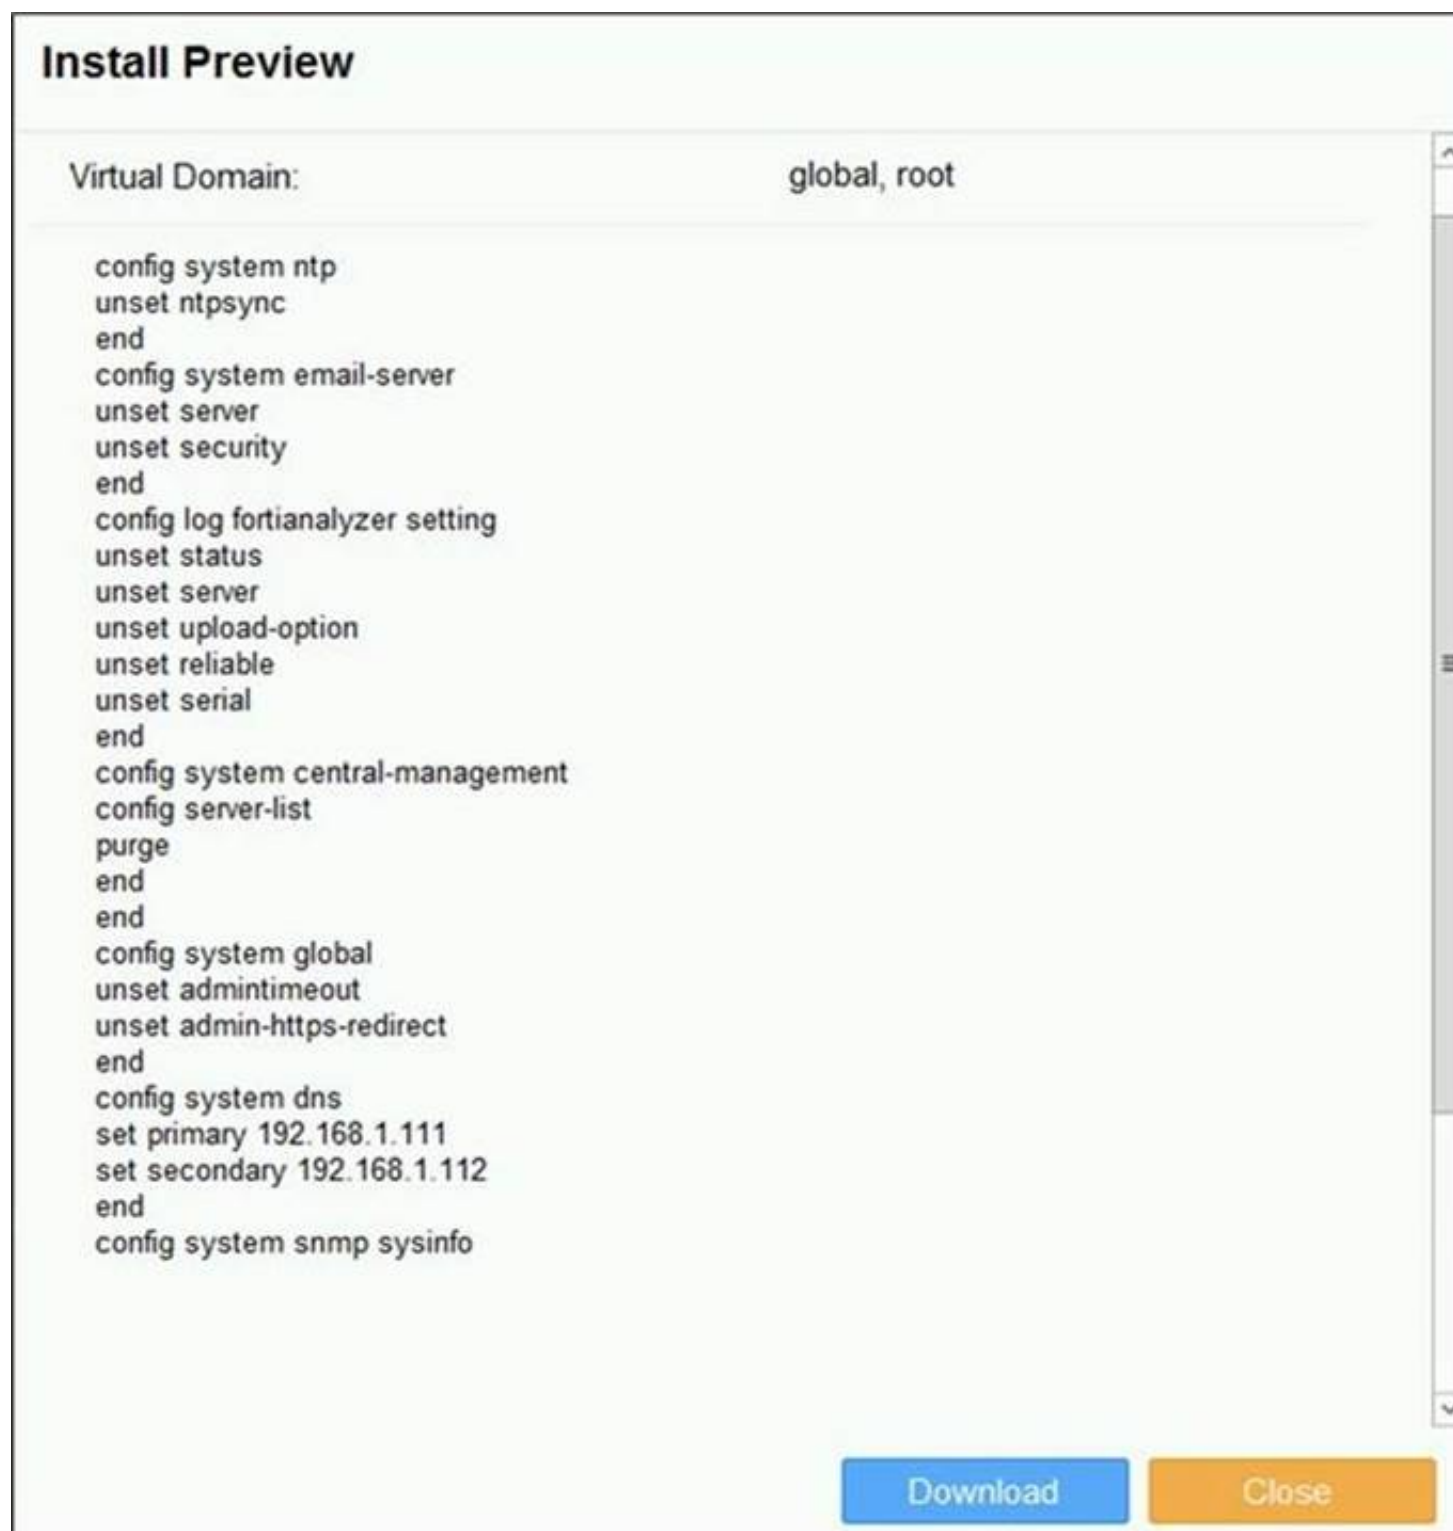 Install Preview
Virtual Domain: global, root
config system ntp
unset ntpsync
end
config system email-server
unset server
unset security
end
config log fortianalyzer setting
unset status
unset server
unset upload-option
unset reliable
unset serial
end
config system central-management
config server-list
purge
end
end
config system global
unset admintimeout
unset admin-https-redirect
end
config system dns
set primary 192.168.1.111
set secondary 192.168.1.112
end
config system snmp sysinfo
Download Close